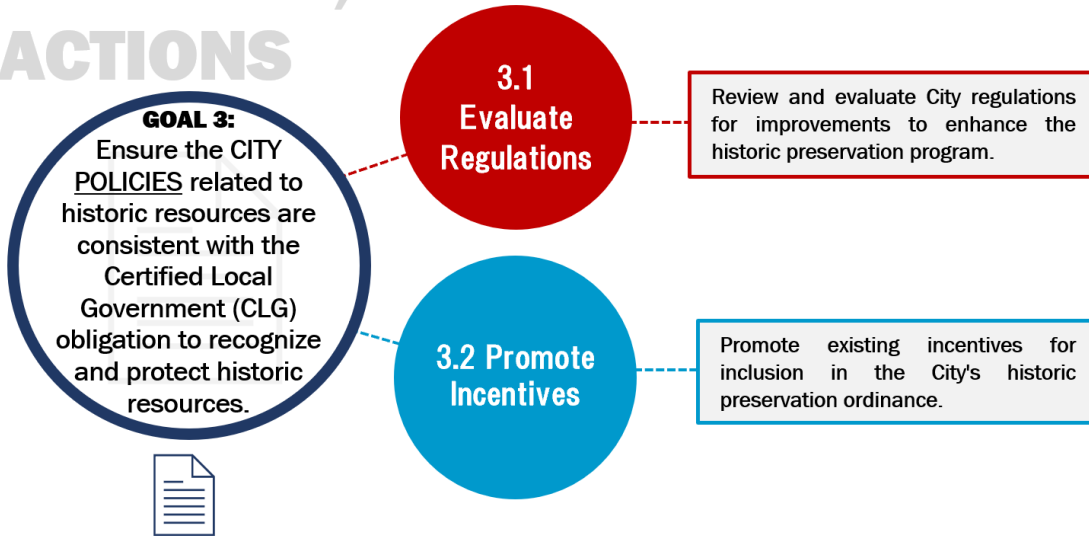 ACTIONS
GOAL 3:
Ensure the CITY
POLICIES related to
historic resources are
consistent with the
Certified Local
Government (CLG)
obligation to recognize
and protect historic
resources.
3.1
Evaluate
Regulations
Review and evaluate City regulations
for improvements to enhance the
historic preservation program.
3.2 Promote
Incentives
Promote existing incentives for
inclusion in the City's historic
preservation ordinance.